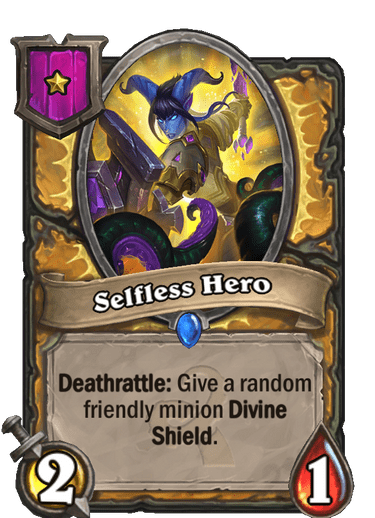 Selfless Hero
Deathrattle: Give a random
friendly minion Divine
Shield.
2
1